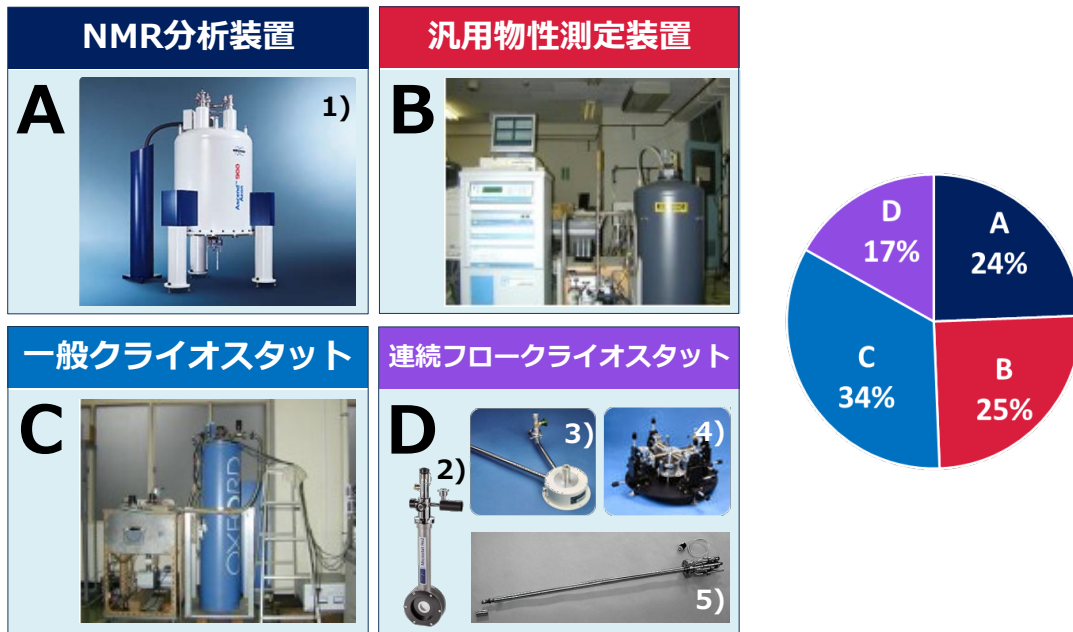 NMR分析装置
A
1)
Ascend™ 900
汎用物性測定装置
B
一般クライオスタット
C
OXFORD
連続フロークライオスタット
D
2)
3)
4)
5)
D
17%
A
24%
C
34%
B
25%